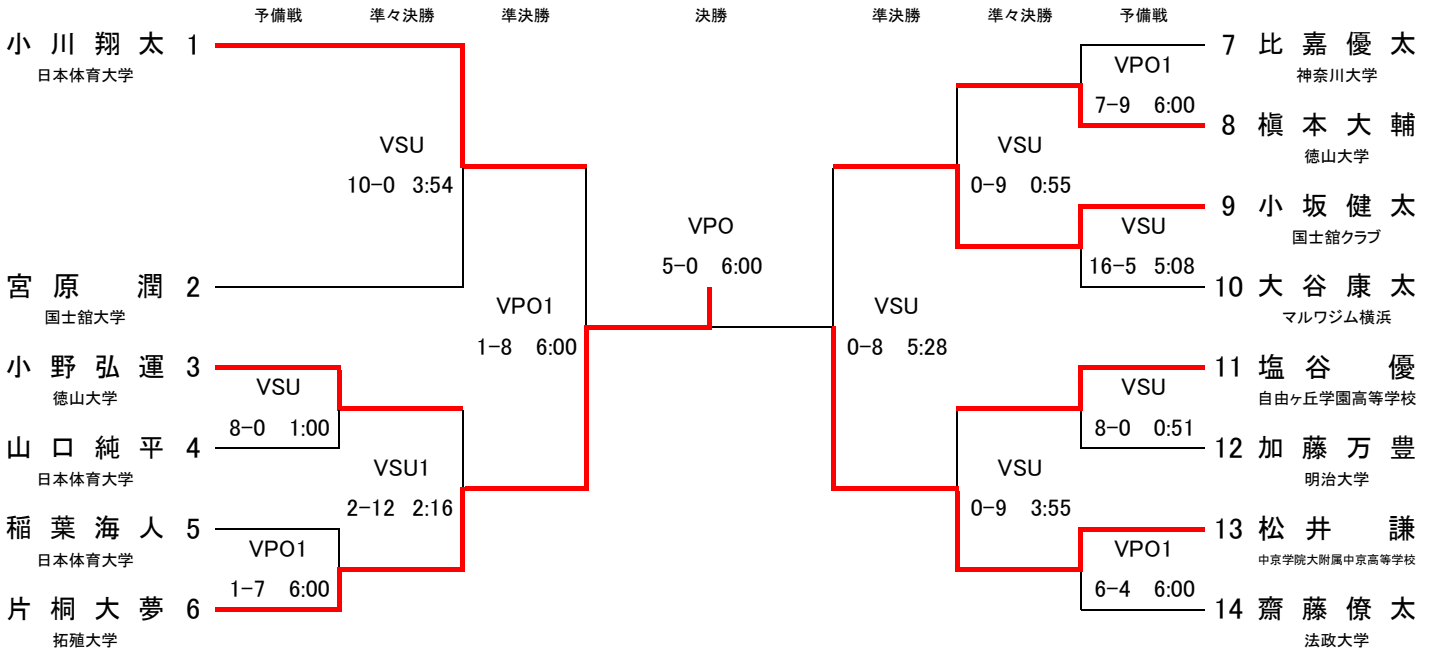 予備戦 準々決勝 準決勝 決勝 準決勝 準々決勝 予備戦
小川翔太 1
日本体育大学
VSU
10-0 3:54
宮原 潤 2
国士舘大学
VPO1
1-8 6:00
小野弘運 3
徳山大学
VSU
8-0 1:00
山口純平 4
日本体育大学
VSU1
2-12 2:16
稲葉海人 5
日本体育大学
VPO1
1-7 6:00
片桐大夢 6
拓殖大学
VPO
5-0 6:00
7 比嘉優太
神奈川大学
VPO1
7-9 6:00
8 槇本大輔
徳山大学
VSU
0-9 0:55
9 小坂健太
国士舘クラブ
VSU
16-5 5:08
10 大谷康太
マルワジム横浜
VSU
0-8 5:28
11 塩谷 優
自由ヶ丘学園高等学校
VSU
8-0 0:51
12 加藤万豊
明治大学
VSU
0-9 3:55
13 松井 謙
中京学院大附属中京高等学校
VPO1
6-4 6:00
14 齋藤僚太
法政大学